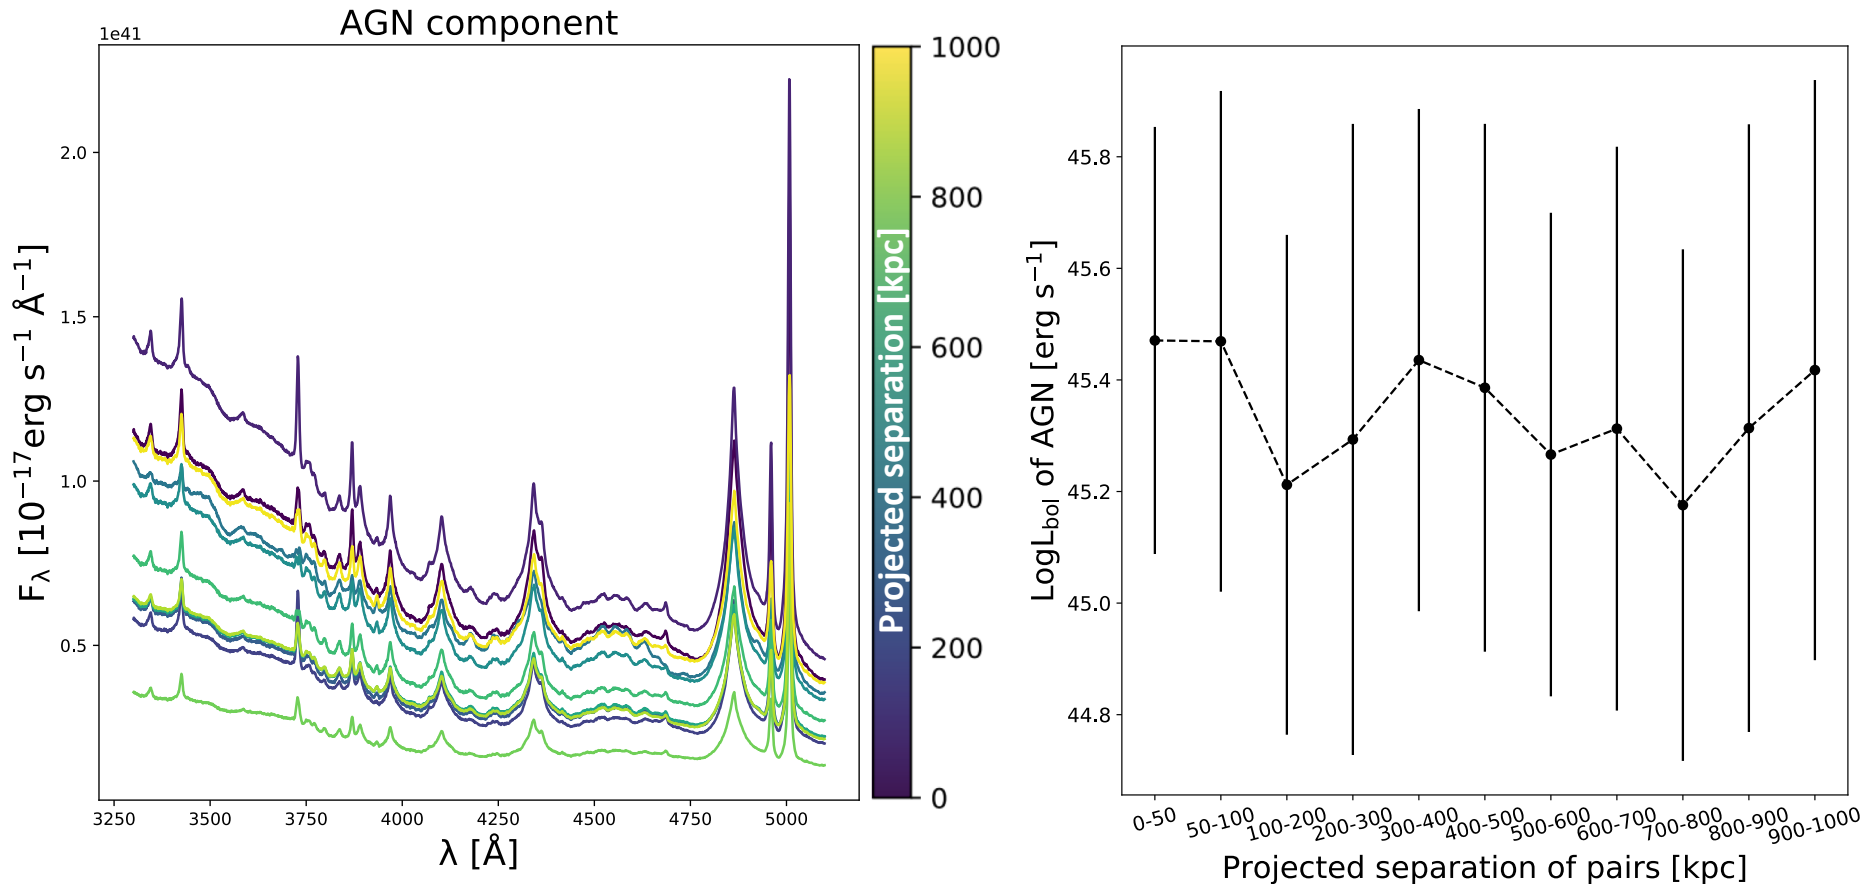 AGN component
1e41
2.0
1.5
1.0
0.5
F_λ [10^−17 erg s^−1 Å^−1]
3250 3500 3750 4000 4250 4500 4750 5000
λ [Å]
1000
800
600
400
200
0
Projected separation [kpc]
45.8
45.6
45.4
45.2
45.0
44.8
LogL_bol of AGN [erg s^−1]
0-50 50-100 100-200 200-300 300-400 400-500 500-600 600-700 700-800 800-900 900-1000
Projected separation of pairs [kpc]